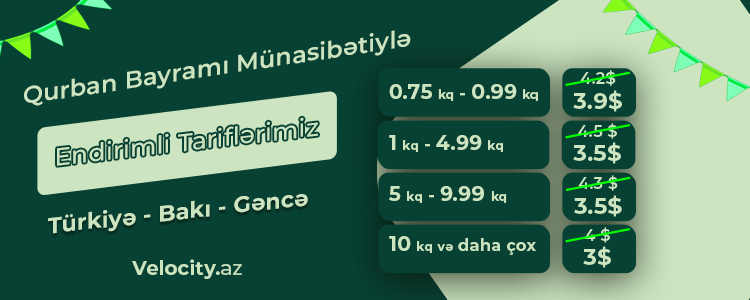 Qurban Bayramı Münasibətiylə
Endirimli Tariflərimiz
Türkiyə - Bakı - Gəncə
Velocity.az
0.75 kq - 0.99 kq
4.2$
3.9$
1 kq - 4.99 kq
4.5 $
3.5$
5 kq - 9.99 kq
4.3 $
3.5$
10 kq və daha çox
4 $
3$